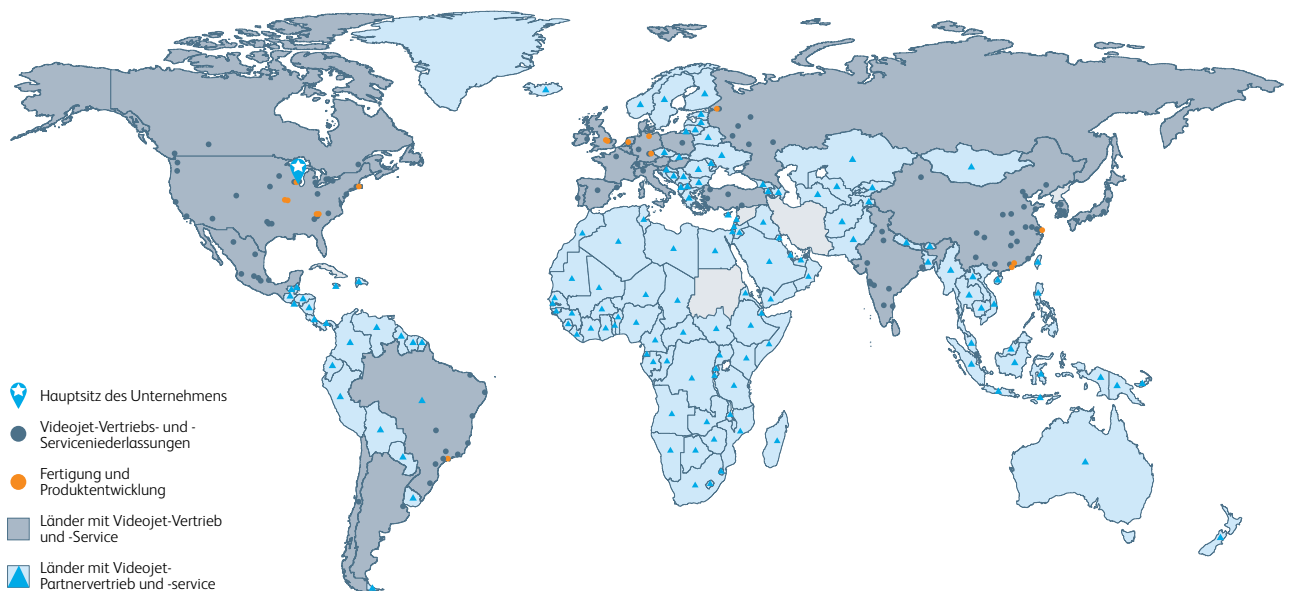 Hauptsitz des Unternehmens
Videojet-Vertriebs- und -
Serviceniederlassungen
Fertigung und
Produktentwicklung
Länder mit Videojet-Vertrieb
und -Service
Länder mit Videojet-
Partnervertrieb und -service